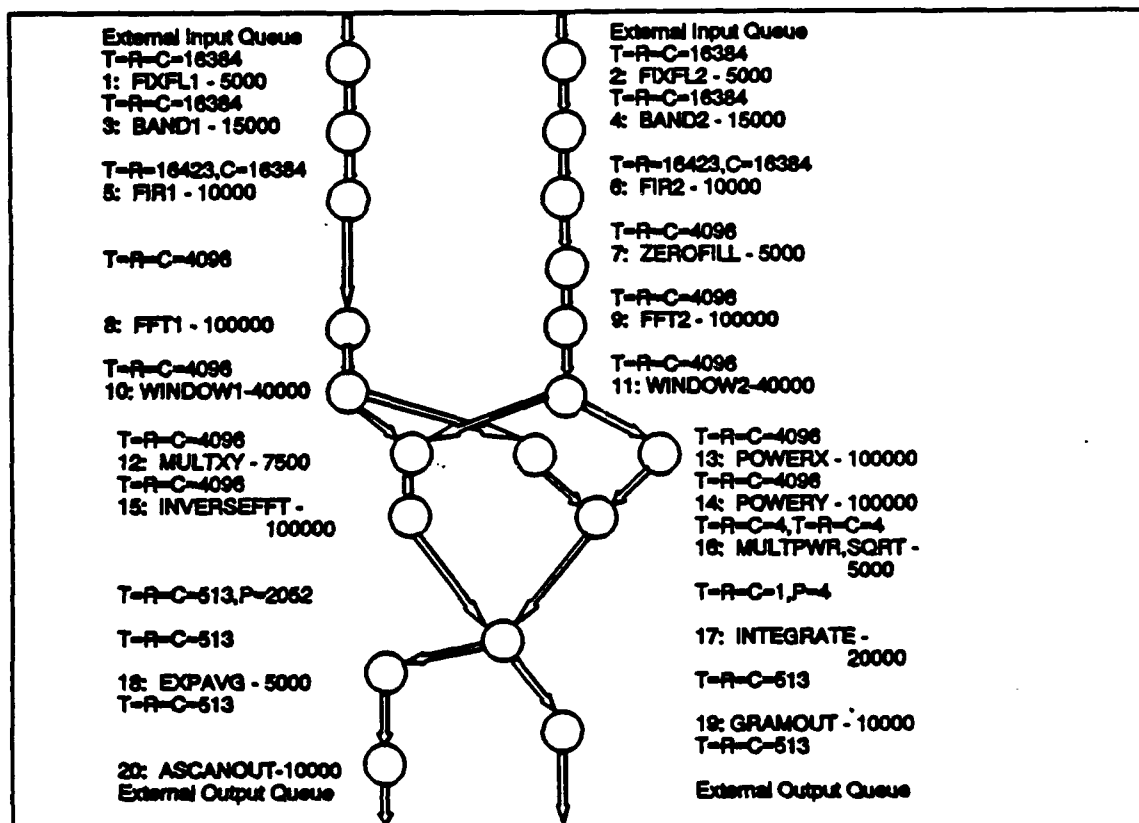 External Input Queue
T=R=C=16384
1: FIXFL1 - 5000
T=R=C=16384
3: BAND1 - 15000
T=R=16423,C=16384
5: FIR1 - 10000
T=R=C=4096
8: FFT1 - 100000
T=R=C=4096
10: WINDOW1-40000
T=R=C=4096
12: MULTXY - 7500
T=R=C=4096
15: INVERSEFFT -
100000
T=R=C=513,P=2052
T=R=C=513
18: EXPAVG - 5000
T=R=C=513
20: ASCANOUT-10000
External Output Queue
External Input Queue
T=R=C=16384
2: FIXFL2 - 5000
T=R=C=16384
4: BAND2 - 15000
T=R=16423,C=16384
6: FIR2 - 10000
T=R=C=4096
7: ZEROFILL - 5000
T=R=C=4096
9: FFT2 - 100000
T=R=C=4096
11: WINDOW2-40000
T=R=C=4096
13: POWERX - 100000
T=R=C=4096
14: POWERY - 100000
T=R=C=4,T=R=C=4
16: MULTPWR,SQRT -
5000
T=R=C=1,P=4
17: INTEGRATE -
20000
T=R=C=513
19: GRAMOUT - 10000
T=R=C=513
External Output Queue